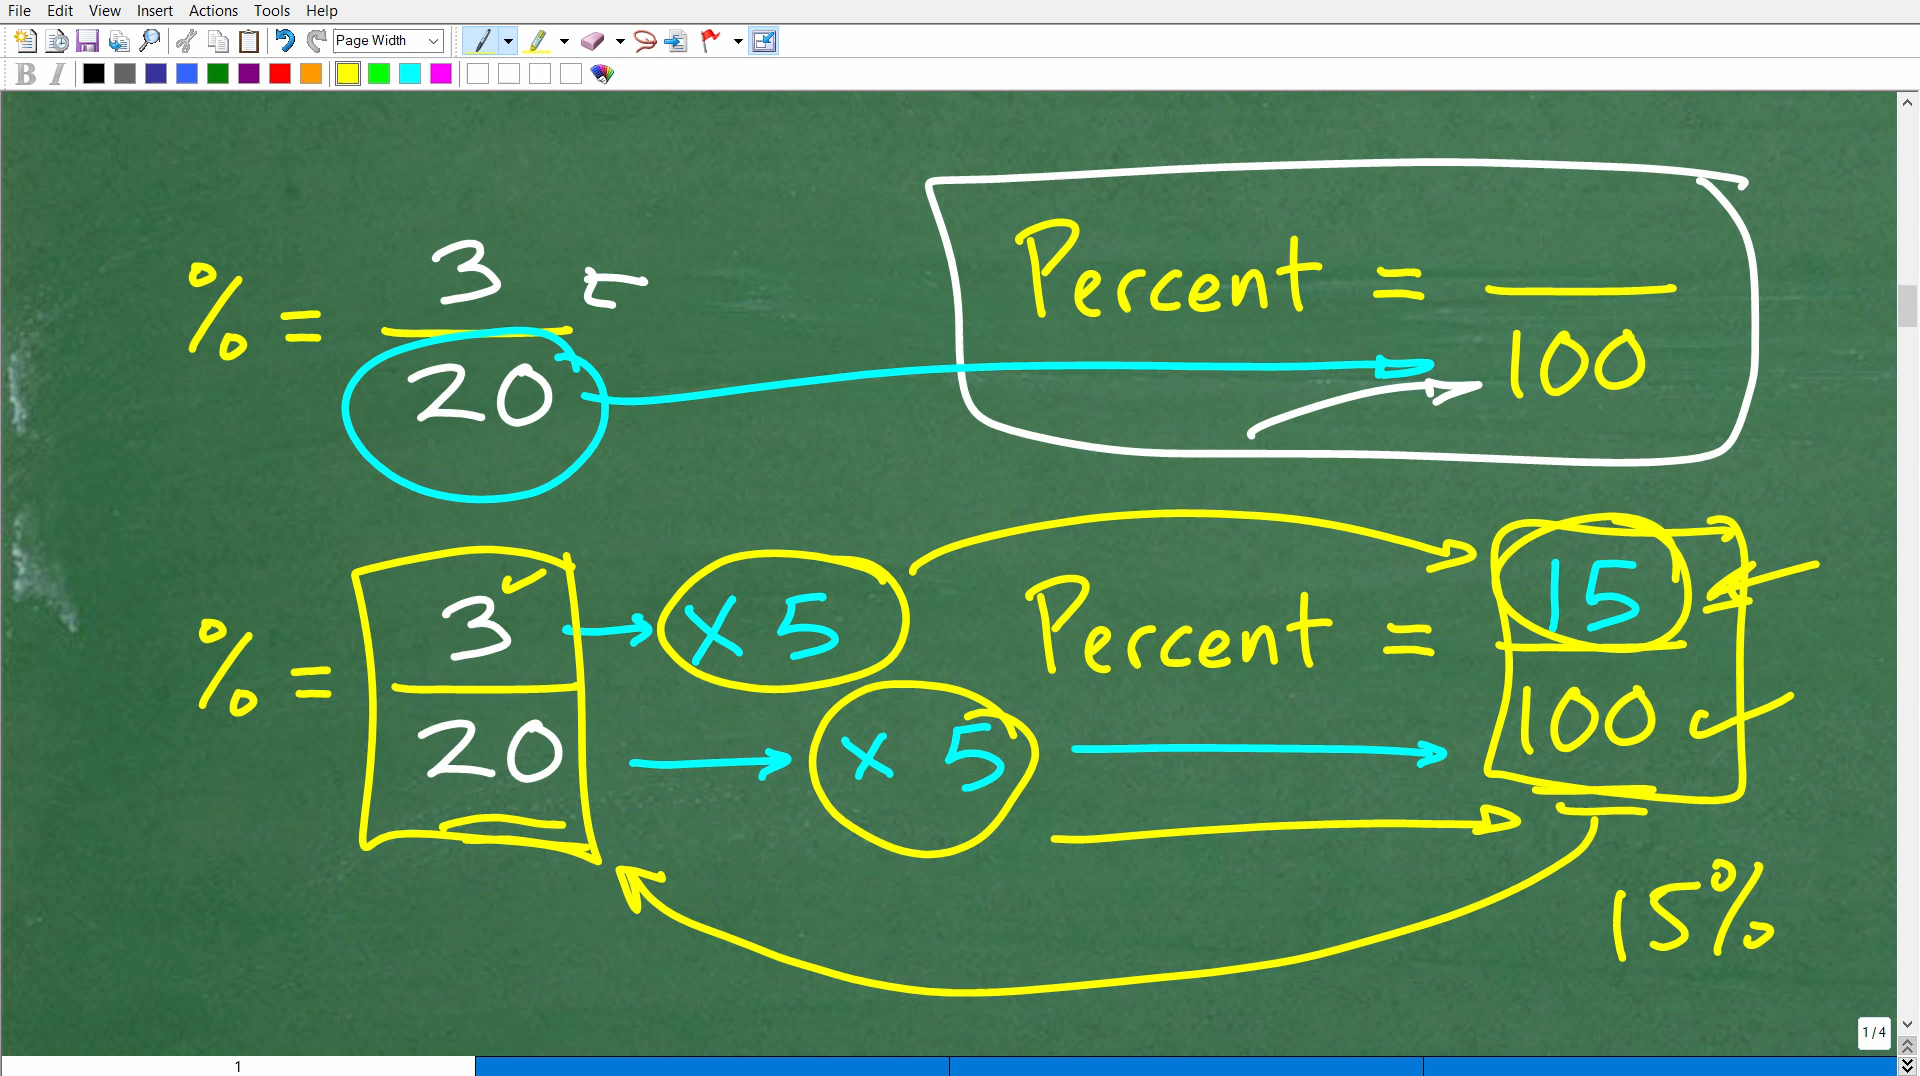 File Edit View Insert Actions Tools Help
Page Width
B I
% = 3/20
Percent = /100
% = 3/20 x 5 x 5
Percent = 15/100
15%
1/4
1